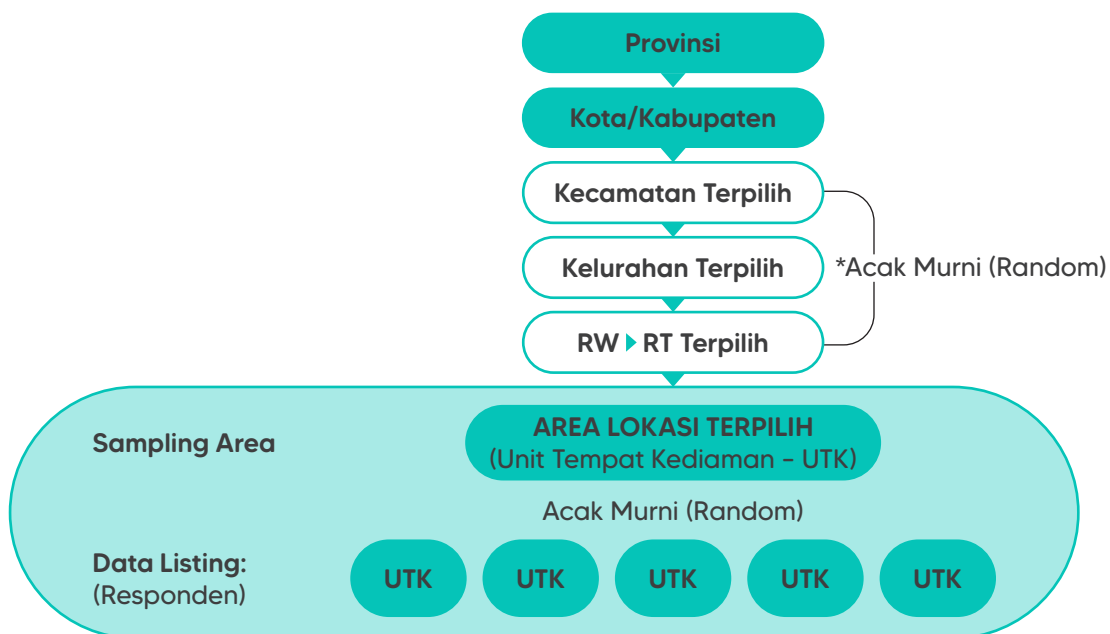 Provinsi
Kota/Kabupaten
Kecamatan Terpilih
Kelurahan Terpilih
*Acak Murni (Random)
RW RT Terpilih
Sampling Area
AREA LOKASI TERPILIH
(Unit Tempat Kediaman - UTK)
Acak Murni (Random)
Data Listing:
(Responden)
UTK
UTK
UTK
UTK
UTK